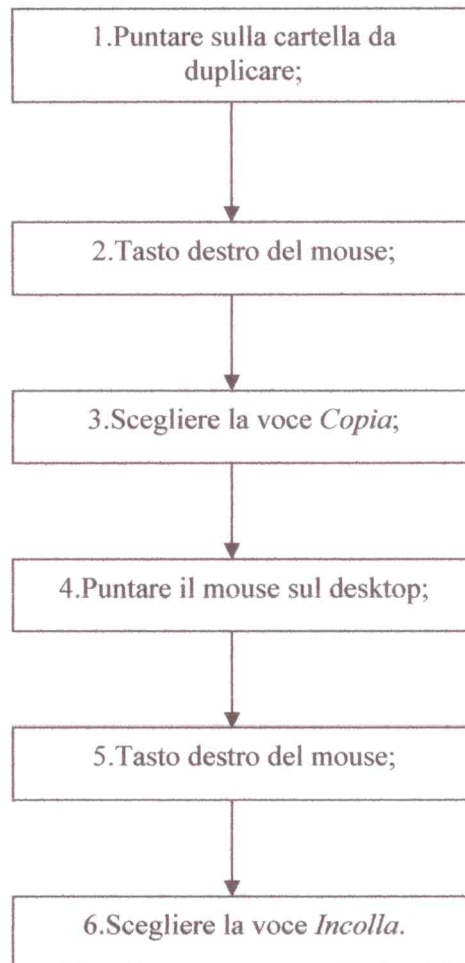 1.Puntare sulla cartella da
duplicare;
2.Tasto destro del mouse;
3.Scegliere la voce Copia;
4.Puntare il mouse sul desktop;
5.Tasto destro del mouse;
6.Scegliere la voce Incolla.